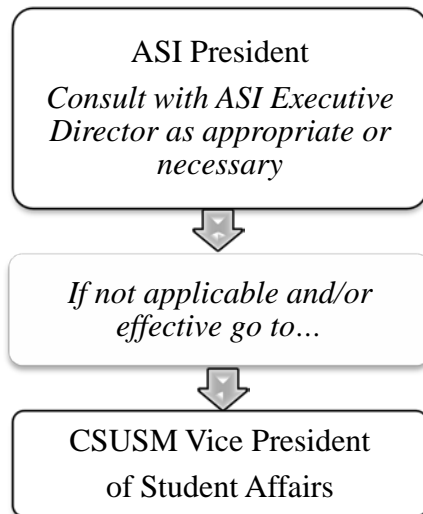 ASI President
Consult with ASI Executive
Director as appropriate or
necessary
If not applicable and/or
effective go to…
CSUSM Vice President
of Student Affairs